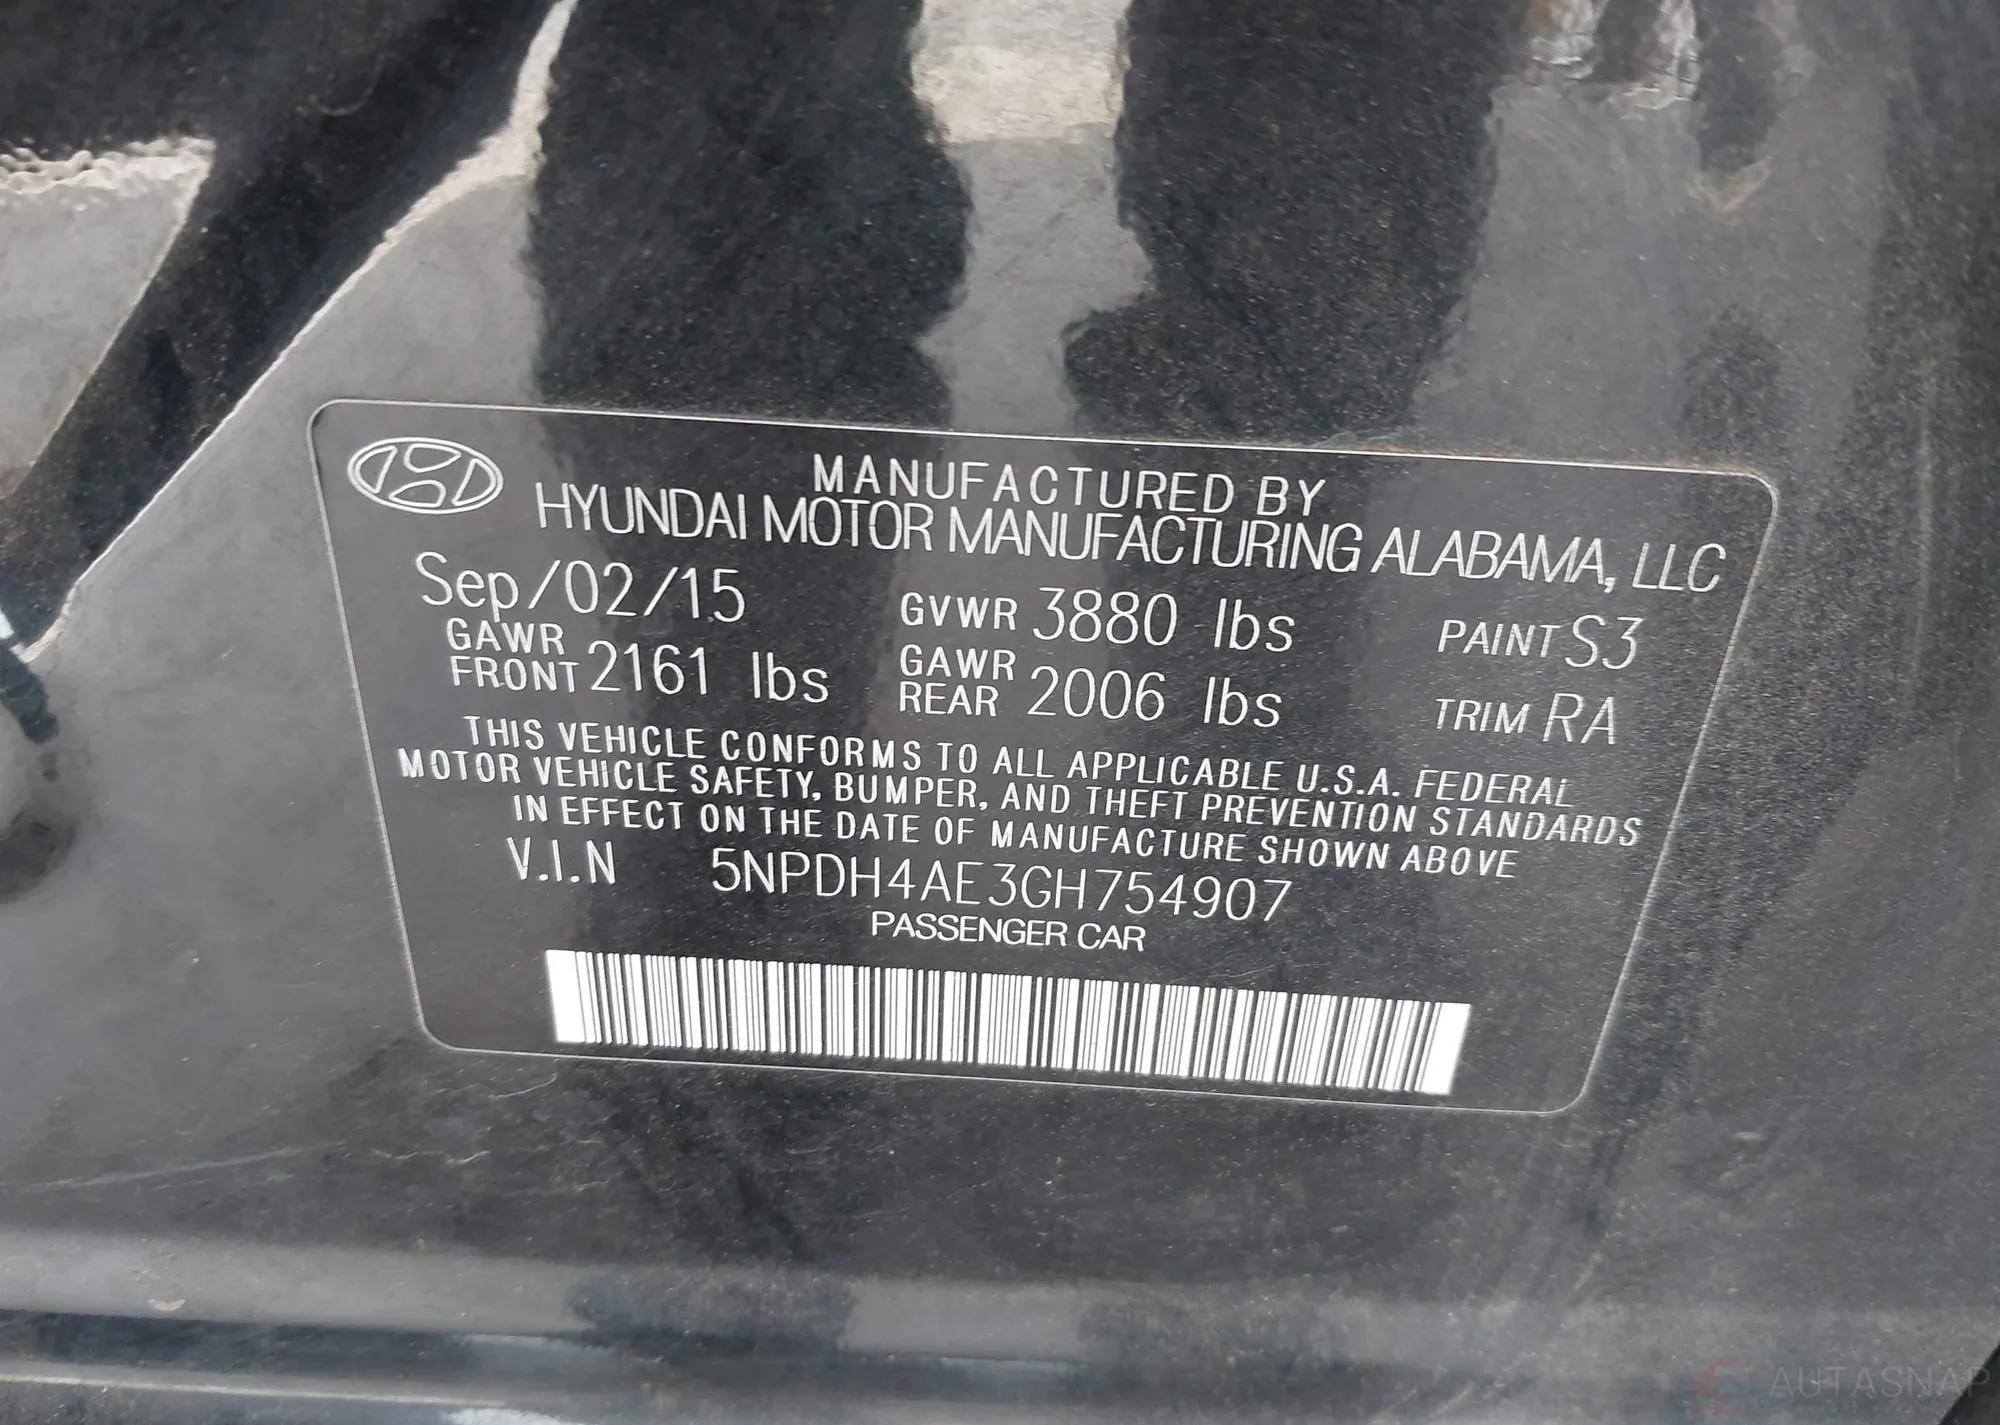 MANUFACTURED BY
HYUNDAI MOTOR MANUFACTURING ALABAMA, LLC
Sep/02/15 GVWR 3880 lbs PAINT S3
GAWR FRONT 2161 lbs GAWR REAR 2006 lbs TRIM RA
THIS VEHICLE CONFORMS TO ALL APPLICABLE U.S.A. FEDERAL
MOTOR VEHICLE SAFETY, BUMPER, AND THEFT PREVENTION STANDARDS
IN EFFECT ON THE DATE OF MANUFACTURE SHOWN ABOVE
V.I.N 5NPDH4AE3GH754907
PASSENGER CAR
AUTASNAP